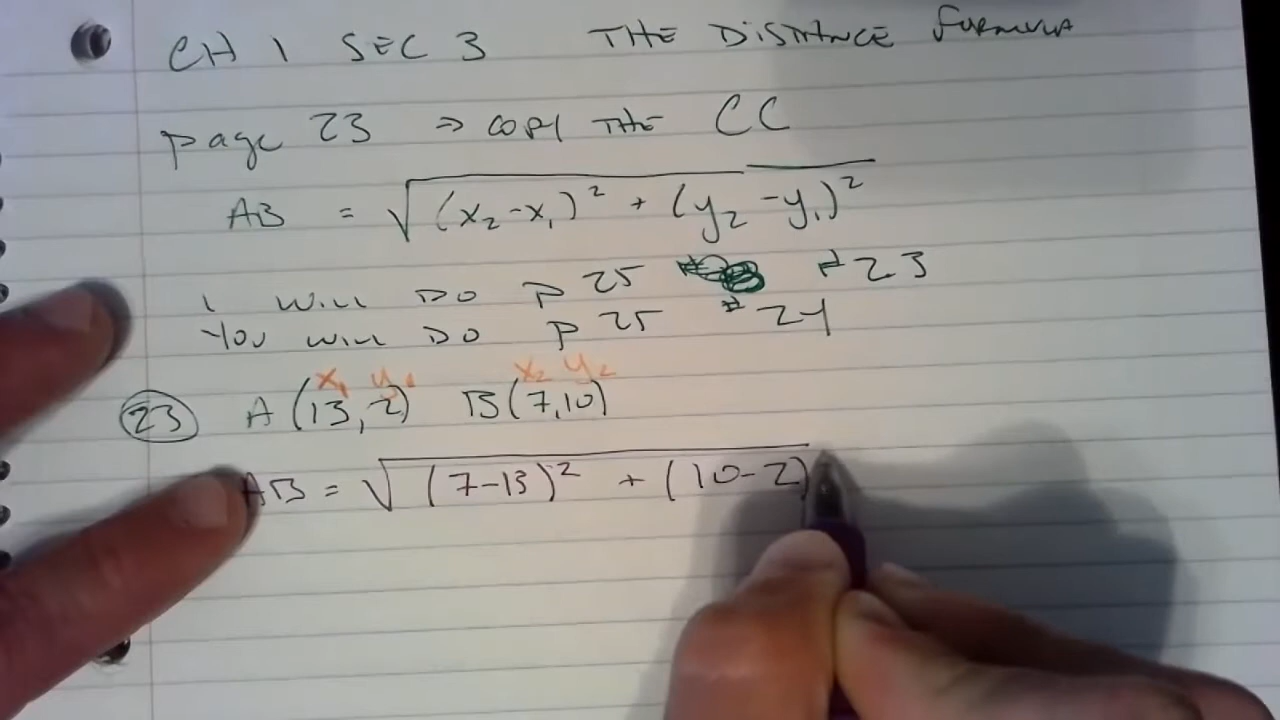 CH 1 SEC 3 THE DISTANCE FORMULA
page 23 ⇒ COPY THE CC
AB = √(x₂-x₁)² + (y₂-y₁)²
I WILL DO p 25 #23
YOU WILL DO p 25 #24
x₁ y₁ x₂ y₂
23 A(13,2) B(7,10)
AB = √(7-13)² + (10-2)